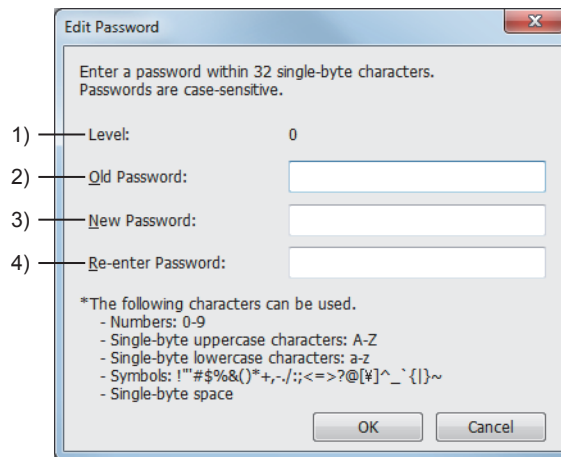 Edit Password
Enter a password within 32 single-byte characters.
Passwords are case-sensitive.
1) Level: 0
2) Old Password:
3) New Password:
4) Re-enter Password:
*The following characters can be used.
- Numbers: 0-9
- Single-byte uppercase characters: A-Z
- Single-byte lowercase characters: a-z
- Symbols: !"'#$%&()*+,-./:;<=>?@[¥]^_`{|}~
- Single-byte space
OK Cancel